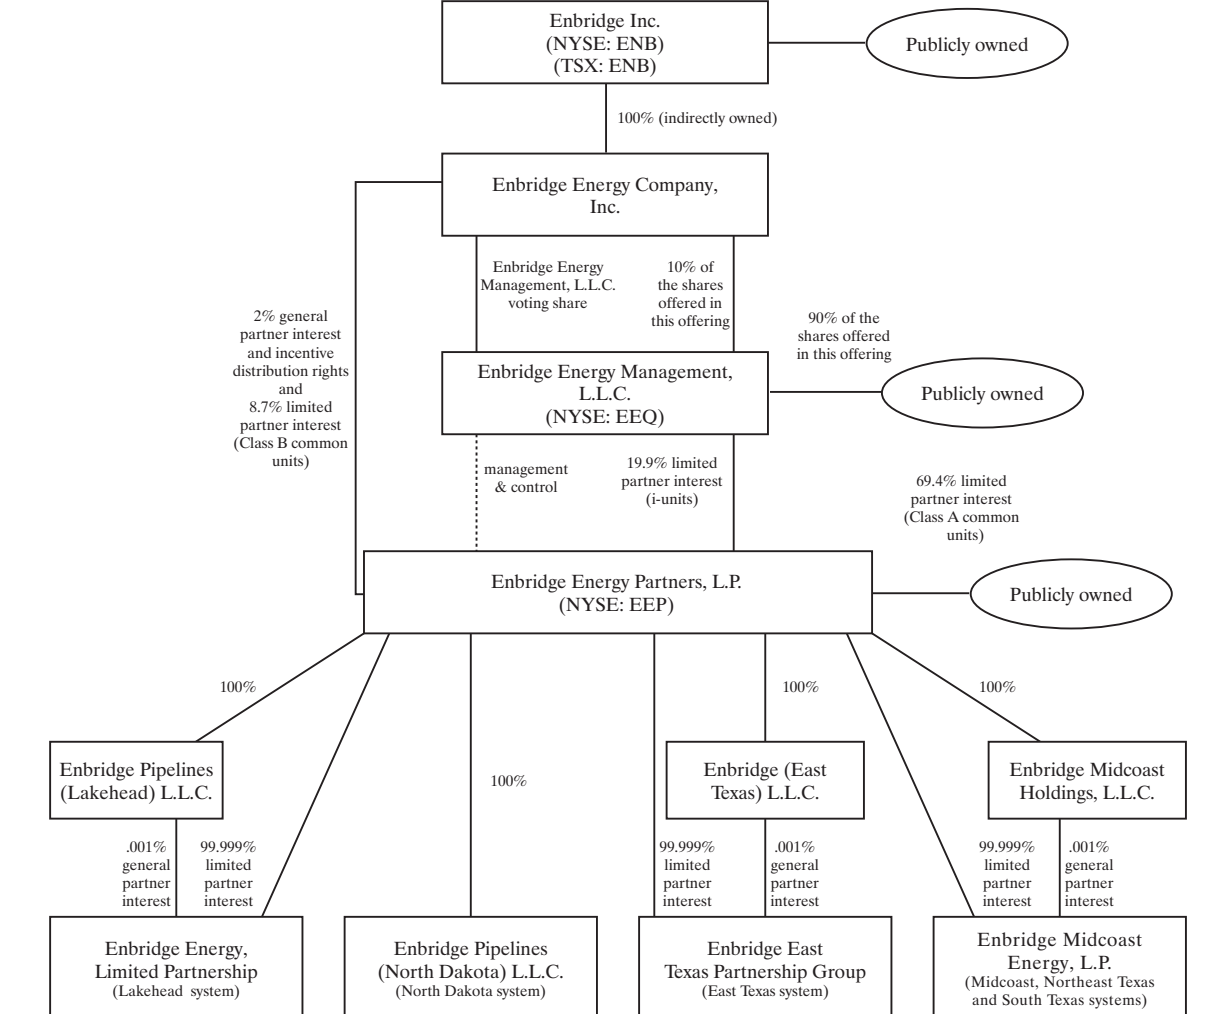 Enbridge Inc.
(NYSE: ENB)
(TSX: ENB)
Publicly owned
100% (indirectly owned)
Enbridge Energy Company,
Inc.
Enbridge Energy
Management, L.L.C.
voting share
10% of
the shares
offered in
this offering
2% general
partner interest
and incentive
distribution rights
and
8.7% limited
partner interest
(Class B common
units)
90% of the
shares offered
in this offering
Enbridge Energy Management,
L.L.C.
(NYSE: EEQ)
Publicly owned
management
& control
19.9% limited
partner interest
(i-units)
69.4% limited
partner interest
(Class A common
units)
Enbridge Energy Partners, L.P.
(NYSE: EEP)
Publicly owned
100%
100%
100%
100%
Enbridge Pipelines
(Lakehead) L.L.C.
Enbridge (East
Texas) L.L.C.
Enbridge Midcoast
Holdings, L.L.C.
.001%
general
partner
interest
99.999%
limited
partner
interest
99.999%
limited
partner
interest
.001%
general
partner
interest
99.999%
limited
partner
interest
.001%
general
partner
interest
Enbridge Energy,
Limited Partnership
(Lakehead system)
Enbridge Pipelines
(North Dakota) L.L.C.
(North Dakota system)
Enbridge East
Texas Partnership Group
(East Texas system)
Enbridge Midcoast
Energy, L.P.
(Midcoast, Northeast Texas
and South Texas systems)